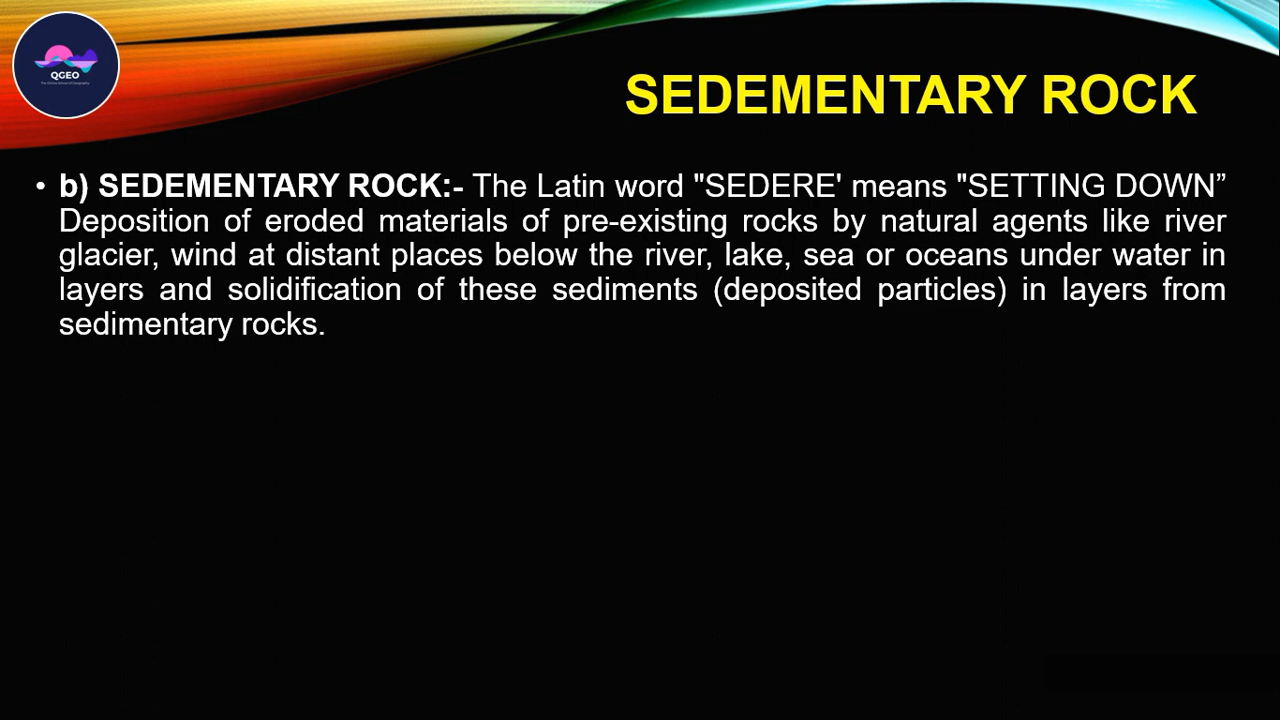 QGEO
SEDEMENTARY ROCK
• b) SEDEMENTARY ROCK:- The Latin word "SEDERE' means "SETTING DOWN”
Deposition of eroded materials of pre-existing rocks by natural agents like river
glacier, wind at distant places below the river, lake, sea or oceans under water in
layers and solidification of these sediments (deposited particles) in layers from
sedimentary rocks.